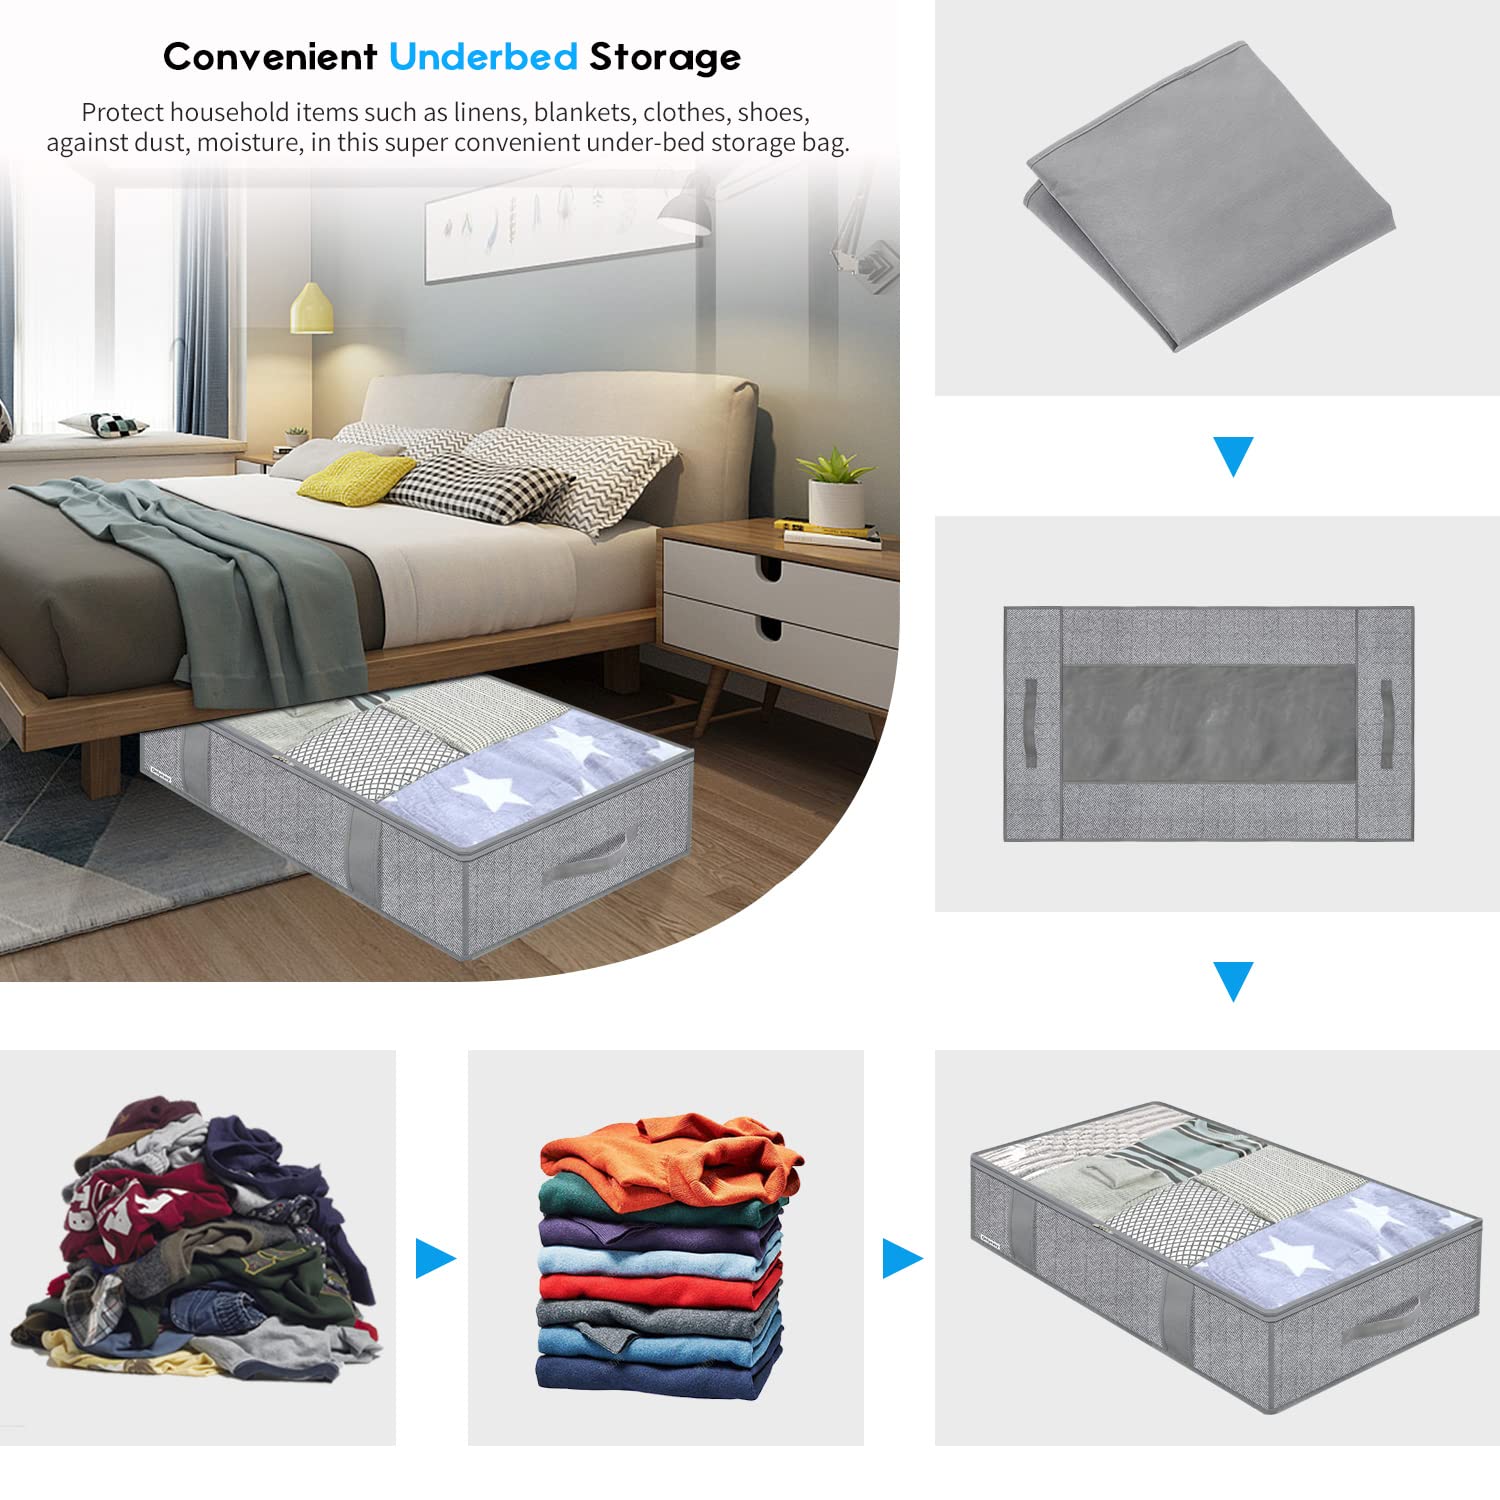 Convenient Underbed Storage
Protect household items such as linens, blankets, clothes, shoes,
against dust, moisture, in this super convenient under-bed storage bag.